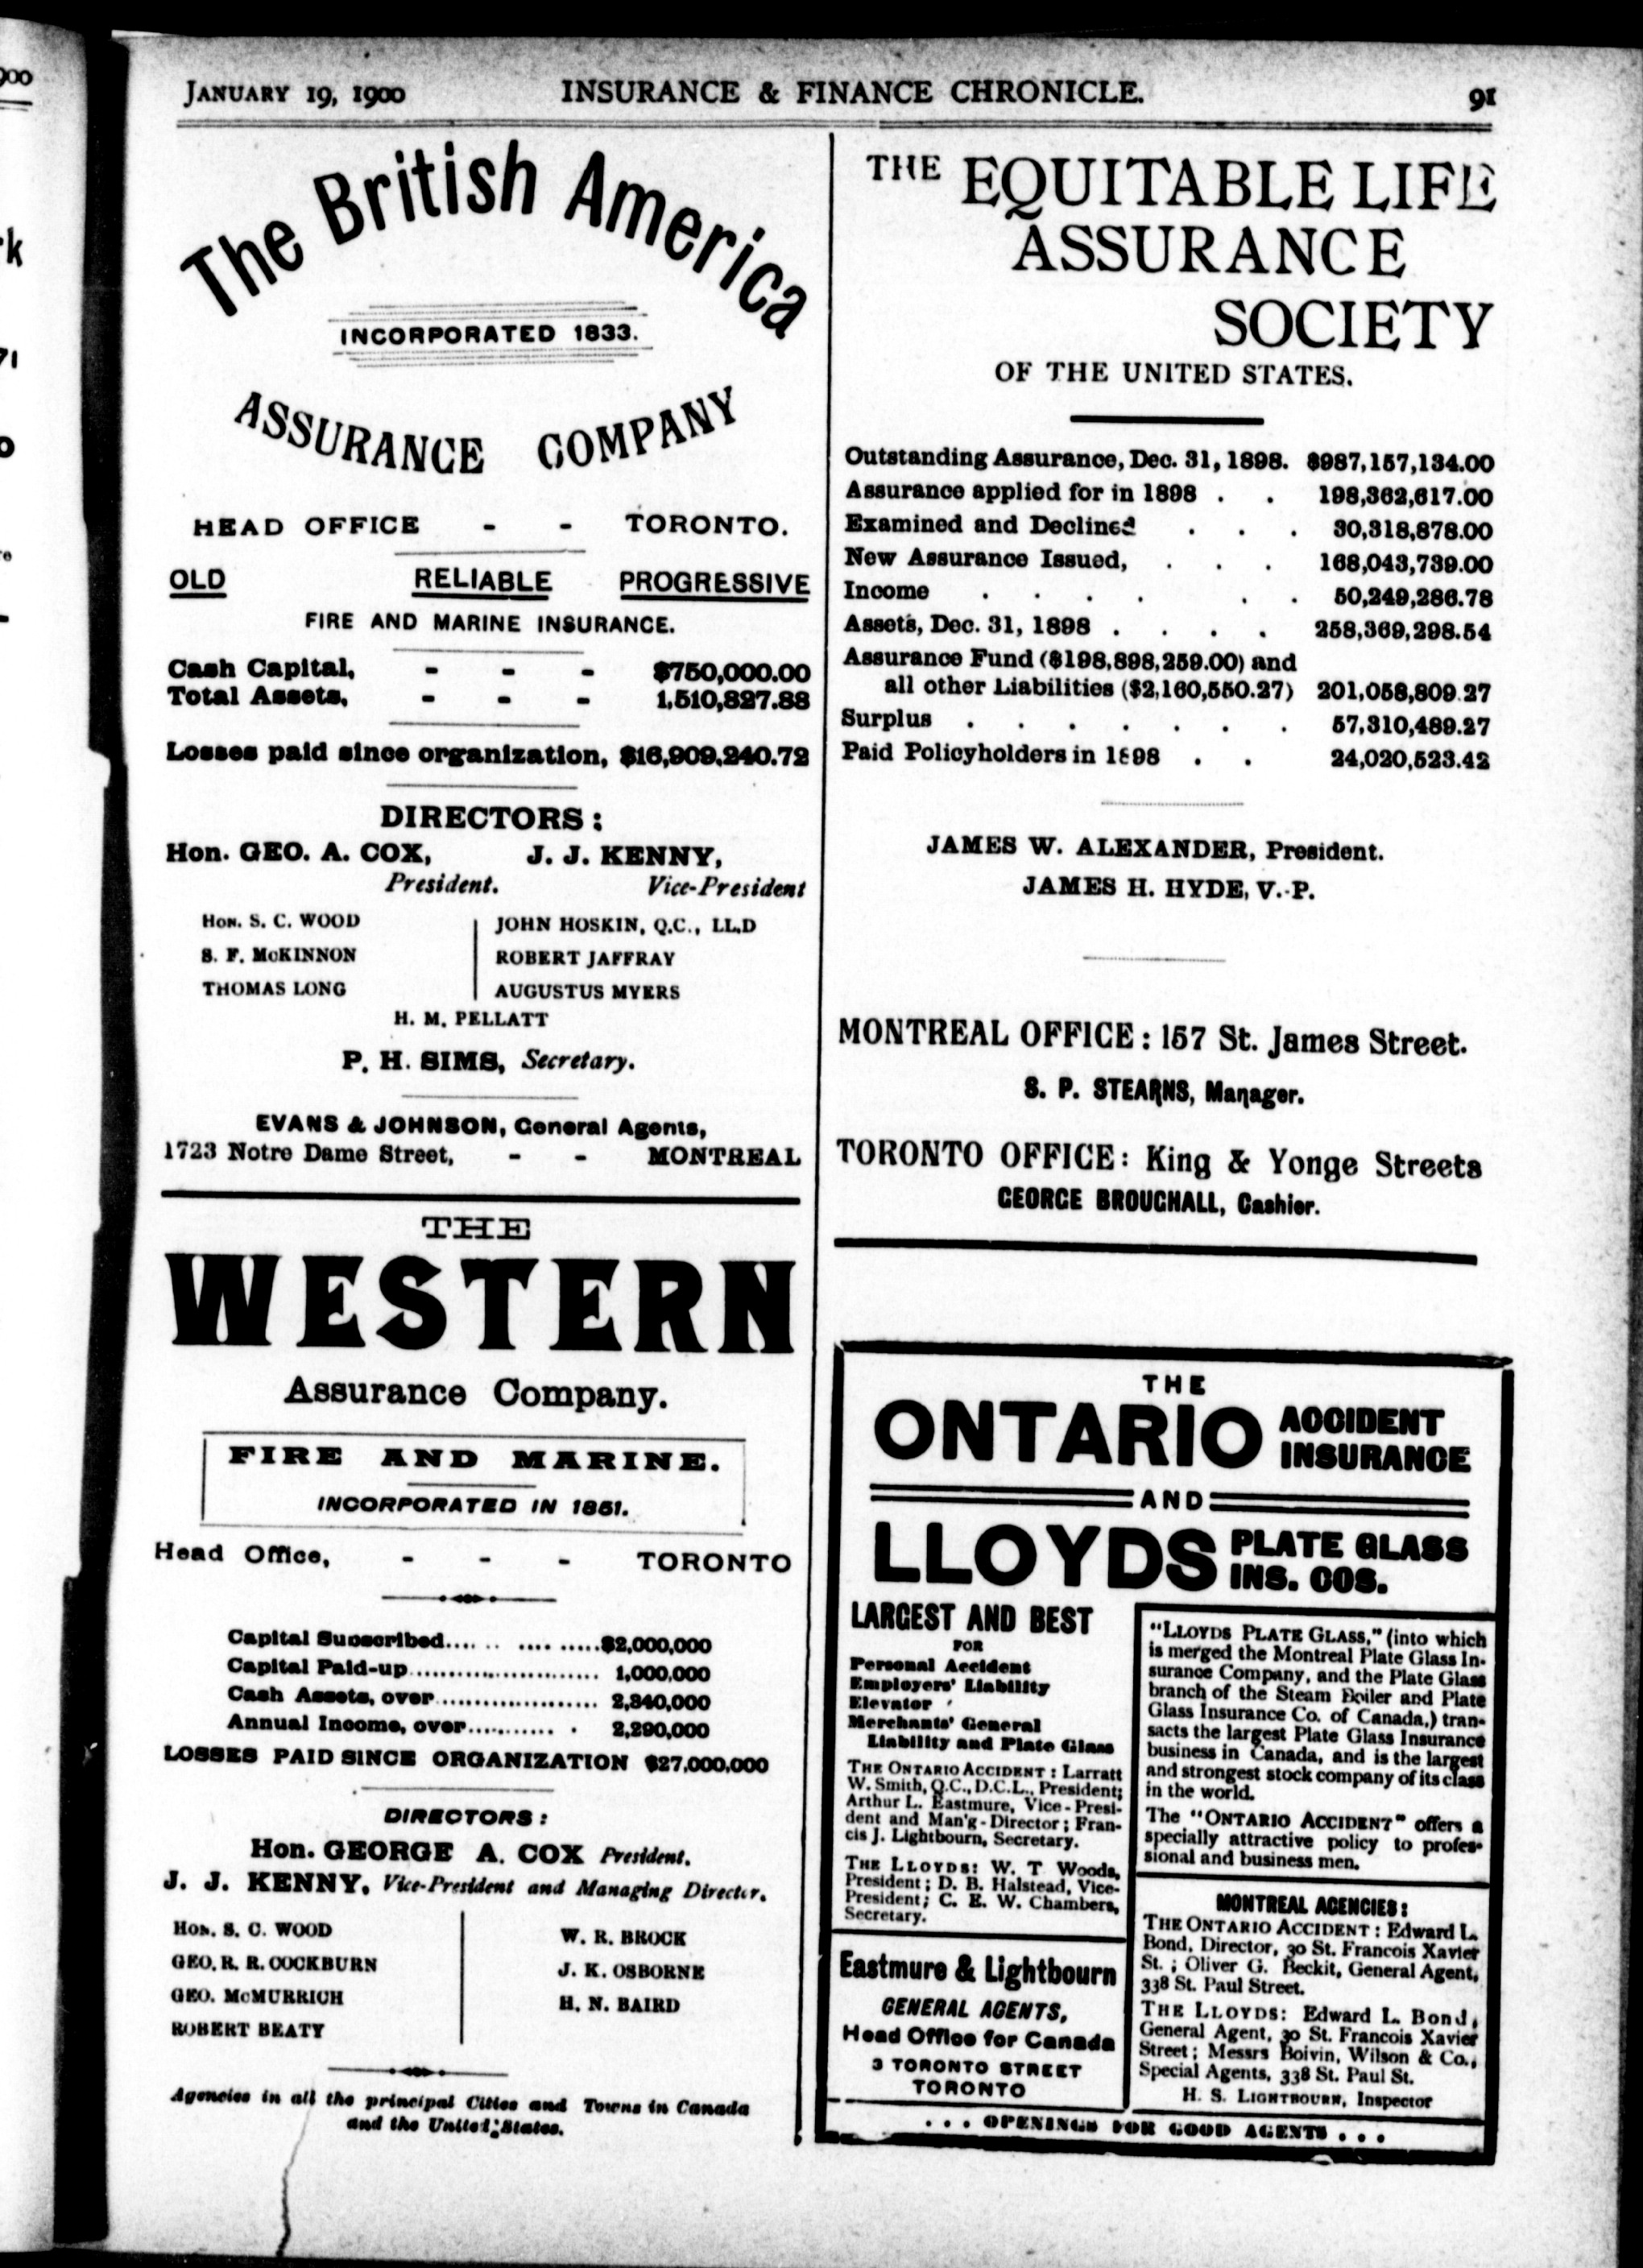 JANUARY 19, 1900 INSURANCE & FINANCE CHRONICLE. 91
The British America
INCORPORATED 1833.
ASSURANCE COMPANY
HEAD OFFICE - - TORONTO.
OLD RELIABLE PROGRESSIVE
FIRE AND MARINE INSURANCE.
Cash Capital, - - - $750,000.00
Total Assets, - - - 1,510,827.88
Losses paid since organization, $16,909,240.72
DIRECTORS :
Hon. GEO. A. COX, J. J. KENNY,
President. Vice-President
HON. S. C. WOOD JOHN HOSKIN, Q.C., LL.D
S. F. McKINNON ROBERT JAFFRAY
THOMAS LONG AUGUSTUS MYERS
H. M. PELLATT
P. H. SIMS, Secretary.
EVANS & JOHNSON, General Agents,
1723 Notre Dame Street, - - MONTREAL
THE
WESTERN
Assurance Company.
FIRE AND MARINE.
INCORPORATED IN 1851.
Head Office, - - - TORONTO
Capital Subscribed.... .. .... .....$2,000,000
Capital Paid-up........................ 1,000,000
Cash Assets, over.................... 2,340,000
Annual Income, over........... . 2,290,000
LOSSES PAID SINCE ORGANIZATION $27,000,000
DIRECTORS :
Hon. GEORGE A. COX President.
J. J. KENNY, Vice-President and Managing Director.
HON. S. C. WOOD W. R. BROCK
GEO. R. R. COCKBURN J. K. OSBORNE
GEO. McMURRICH H. N. BAIRD
ROBERT BEATY
Agencies in all the principal Cities and Towns in Canada
and the United States.
THE EQUITABLE LIFE
ASSURANCE
SOCIETY
OF THE UNITED STATES.
Outstanding Assurance, Dec. 31, 1898. $987,157,134.00
Assurance applied for in 1898 . . 198,362,617.00
Examined and Declined . . . 30,318,878.00
New Assurance Issued, . . . 168,043,739.00
Income . . . . . . 50,249,286.78
Assets, Dec. 31, 1898 . . . . 258,369,298.54
Assurance Fund ($198,898,259.00) and
all other Liabilities ($2,160,550.27) 201,058,809.27
Surplus . . . . . . . 57,310,489.27
Paid Policyholders in 1898 . . 24,020,523.42
JAMES W. ALEXANDER, President.
JAMES H. HYDE, V.-P.
MONTREAL OFFICE : 157 St. James Street.
S. P. STEARNS, Manager.
TORONTO OFFICE: King & Yonge Streets
GEORGE BROUGHALL, Cashier.
THE
ONTARIO ACCIDENT
INSURANCE
AND
LLOYDS PLATE GLASS
INS. COS.
LARGEST AND BEST
FOR
Personal Accident
Employers' Liability
Elevator
Merchants' General
Liability and Plate Glass
THE ONTARIO ACCIDENT : Larratt
W. Smith, Q.C., D.C.L., President;
Arthur L. Eastmure, Vice-Presi-
dent and Man'g-Director ; Fran-
cis J. Lightbourn, Secretary.
THE LLOYDS: W. T Woods,
President ; D. B. Halstead, Vice-
President; C. E. W. Chambers,
Secretary.
Eastmure & Lightbourn
GENERAL AGENTS,
Head Office for Canada
3 TORONTO STREET
TORONTO
"LLOYDS PLATE GLASS," (into which
is merged the Montreal Plate Glass In-
surance Company, and the Plate Glass
branch of the Steam Boiler and Plate
Glass Insurance Co. of Canada,) tran-
sacts the largest Plate Glass Insurance
business in Canada, and is the largest
and strongest stock company of its class
in the world.
The "ONTARIO ACCIDENT" offers a
specially attractive policy to profes-
sional and business men.
MONTREAL AGENCIES :
THE ONTARIO ACCIDENT : Edward L.
Bond, Director, 30 St. Francois Xavier
St. ; Oliver G. Beckit, General Agent,
338 St. Paul Street.
THE LLOYDS: Edward L. Bond,
General Agent, 30 St. Francois Xavier
Street ; Messrs Boivin, Wilson & Co.,
Special Agents, 338 St. Paul St.
H. S. LIGHTBOURN, Inspector
. . . OPENINGS FOR GOOD AGENTS . . .